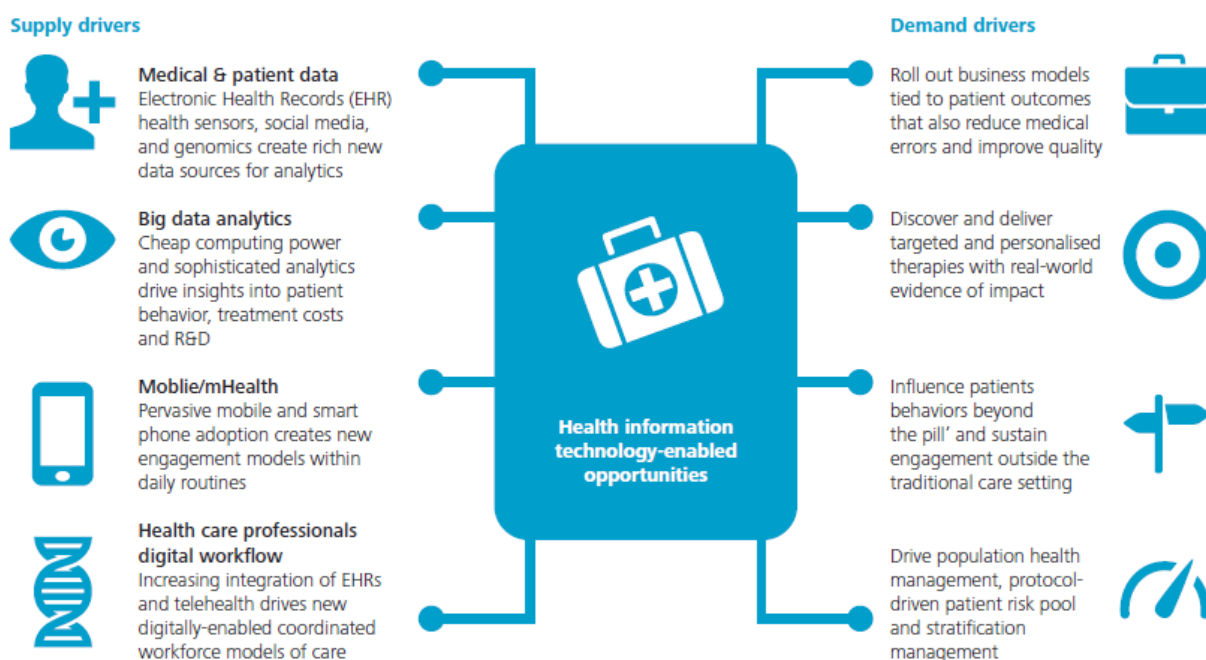 Supply drivers
Medical & patient data
Electronic Health Records (EHR)
health sensors, social media,
and genomics create rich new
data sources for analytics
Big data analytics
Cheap computing power
and sophisticated analytics
drive insights into patient
behavior, treatment costs
and R&D
Moblie/mHealth
Pervasive mobile and smart
phone adoption creates new
engagement models within
daily routines
Health care professionals
digital workflow
Increasing integration of EHRs
and telehealth drives new
digitally-enabled coordinated
workforce models of care
Health information
technology-enabled
opportunities
Demand drivers
Roll out business models
tied to patient outcomes
that also reduce medical
errors and improve quality
Discover and deliver
targeted and personalised
therapies with real-world
evidence of impact
Influence patients
behaviors beyond
the pill’ and sustain
engagement outside the
traditional care setting
Drive population health
management, protocol-
driven patient risk pool
and stratification
management